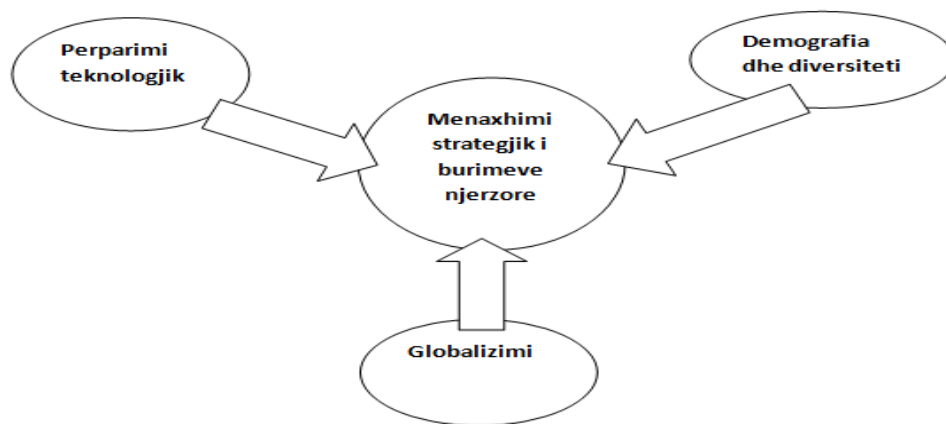 Perparimi
teknologjik
Demografia
dhe diversiteti
Menaxhimi
strategjik i
burimeve
njerzore
Globalizimi